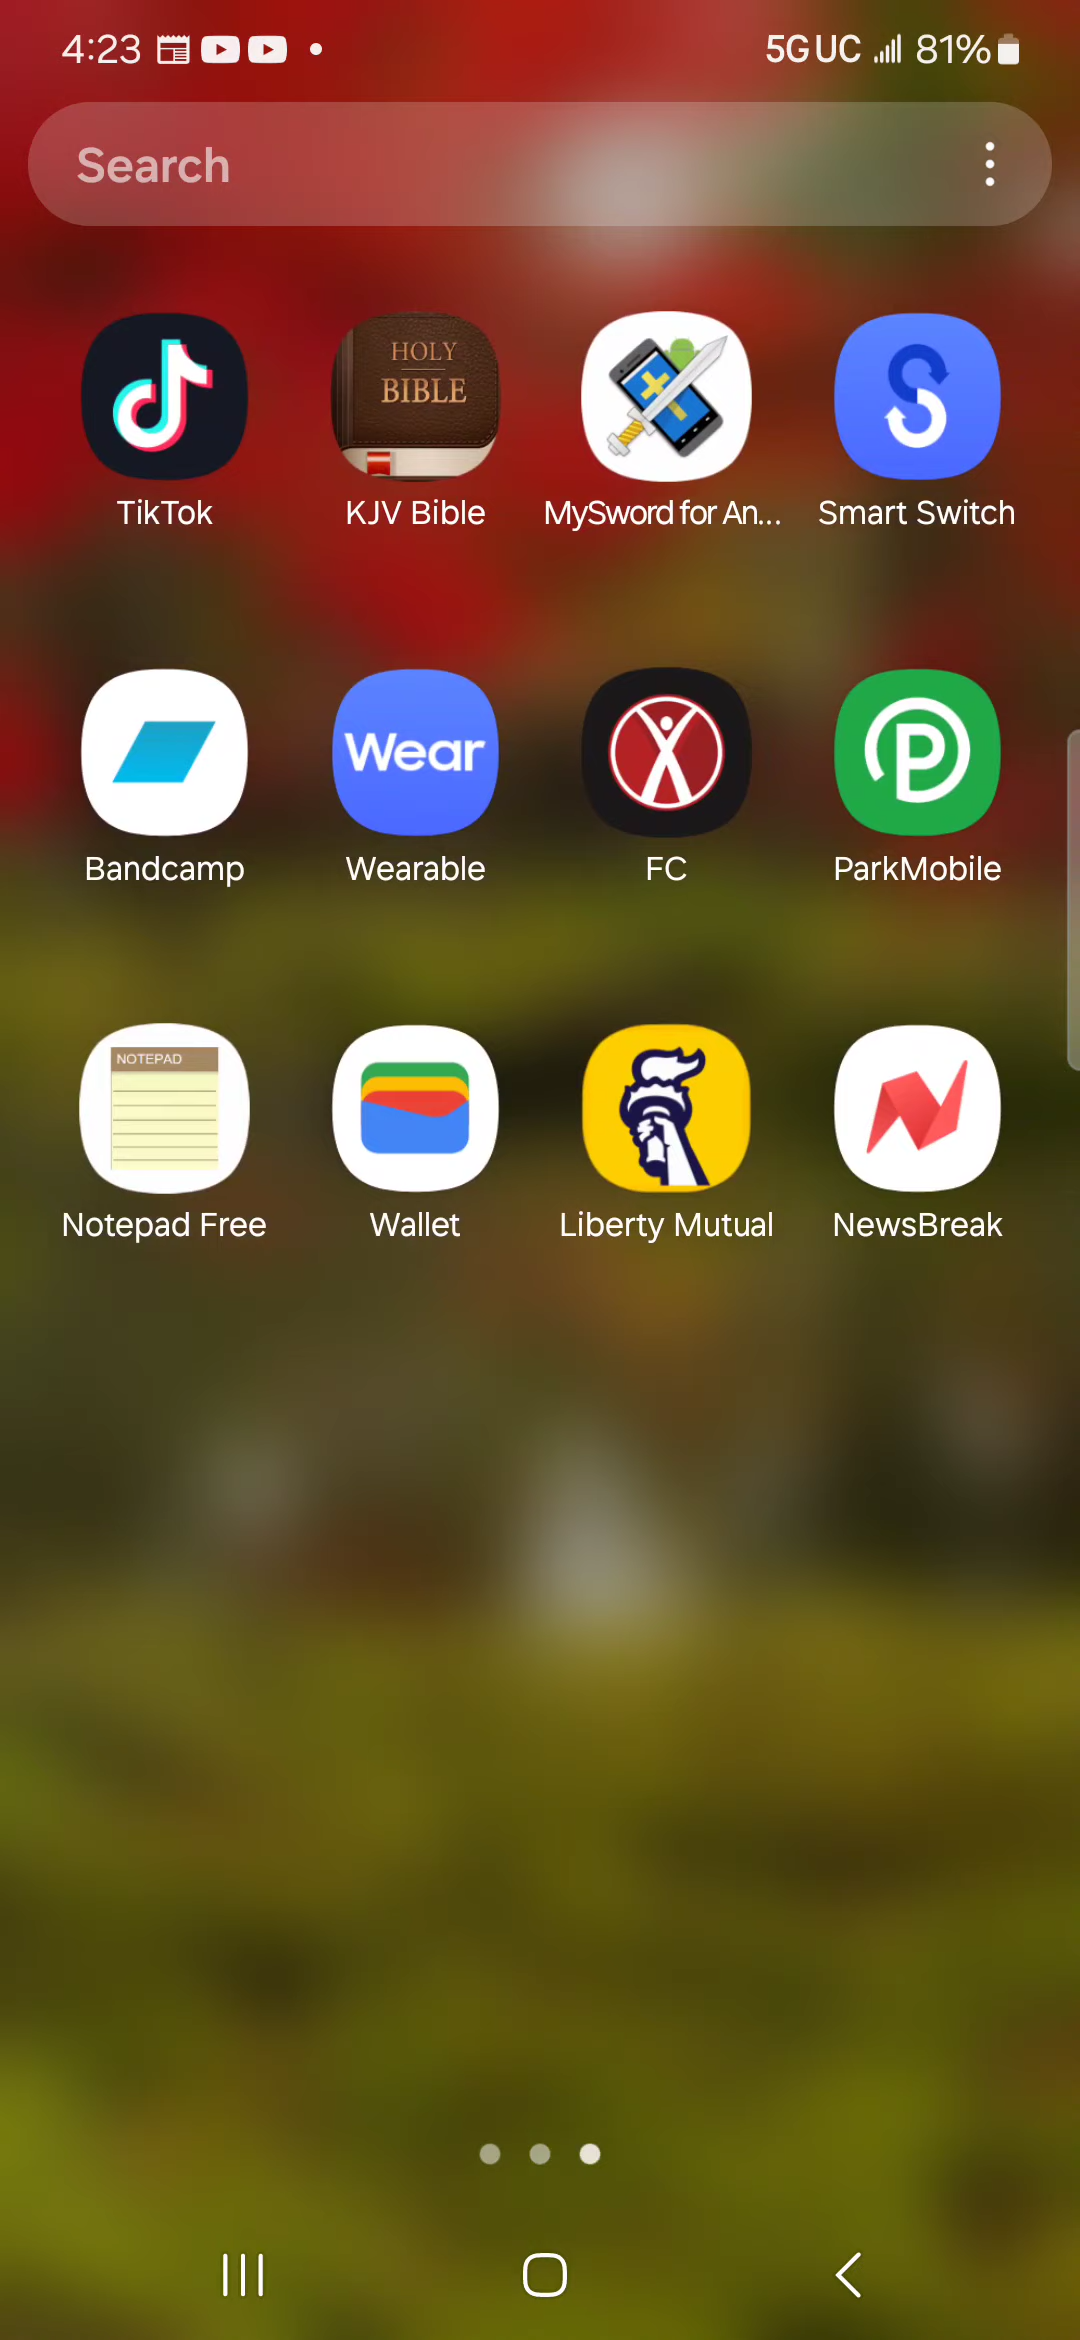 4:23 5G UC 81%
Search
HOLY
BIBLE
TikTok KJV Bible MySword for An... Smart Switch
Wear
Bandcamp Wearable FC ParkMobile
NOTEPAD
Notepad Free Wallet Liberty Mutual NewsBreak